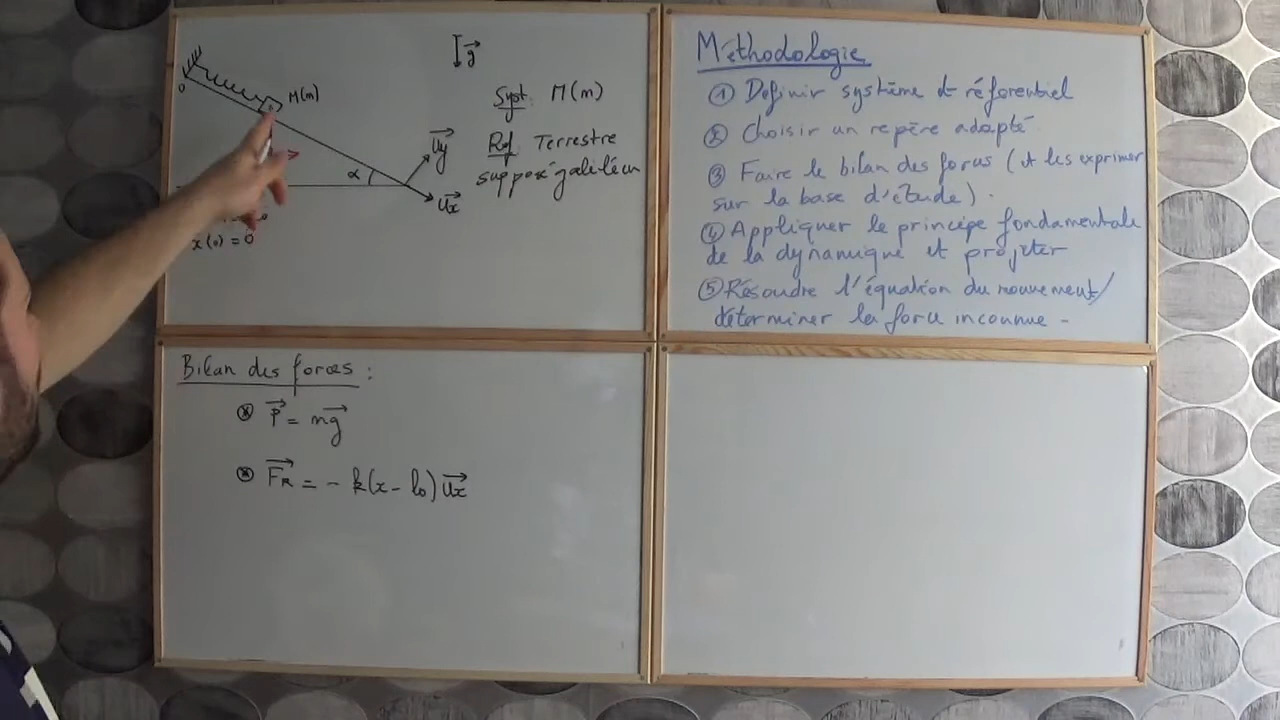 g⃗
O
M(m)
Syst: M(m)
Réf: Terrestre
supposé galiléen
α
Uy⃗
Ux⃗
x(0) = 0
Méthodologie
① Définir système et référentiel
② Choisir un repère adapté
③ Faire le bilan des forces (et les exprimer
sur la base d'étude).
④ Appliquer le principe fondamentale
de la dynamique et projeter
⑤ Résoudre l'équation du mouvement/
déterminer la force inconnue -
Bilan des forces :
⊛ P⃗ = mg⃗
⊛ F⃗R = - k(x - l₀) Ux⃗